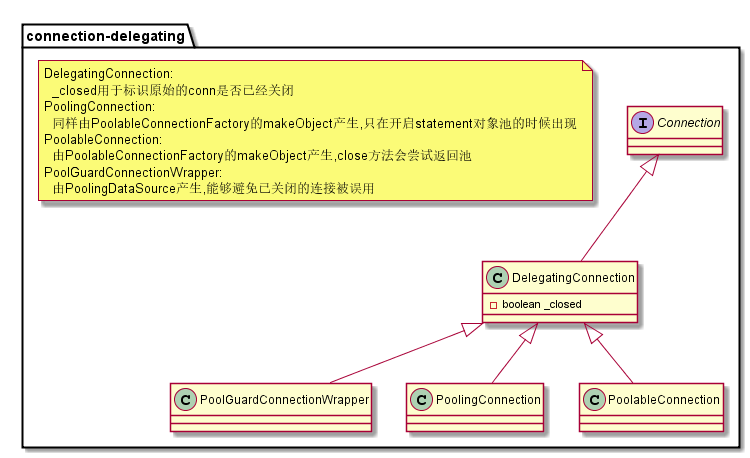 connection-delegating
DelegatingConnection:
_closed用于标识原始的conn是否已经关闭
PoolingConnection:
同样由PoolableConnectionFactory的makeObject产生,只在开启statement对象池的时候出现
PoolableConnection:
由PoolableConnectionFactory的makeObject产生,close方法会尝试返回池
PoolGuardConnectionWrapper:
由PoolingDataSource产生,能够避免已关闭的连接被误用
I Connection
C DelegatingConnection
boolean _closed
C PoolGuardConnectionWrapper
C PoolingConnection
C PoolableConnection